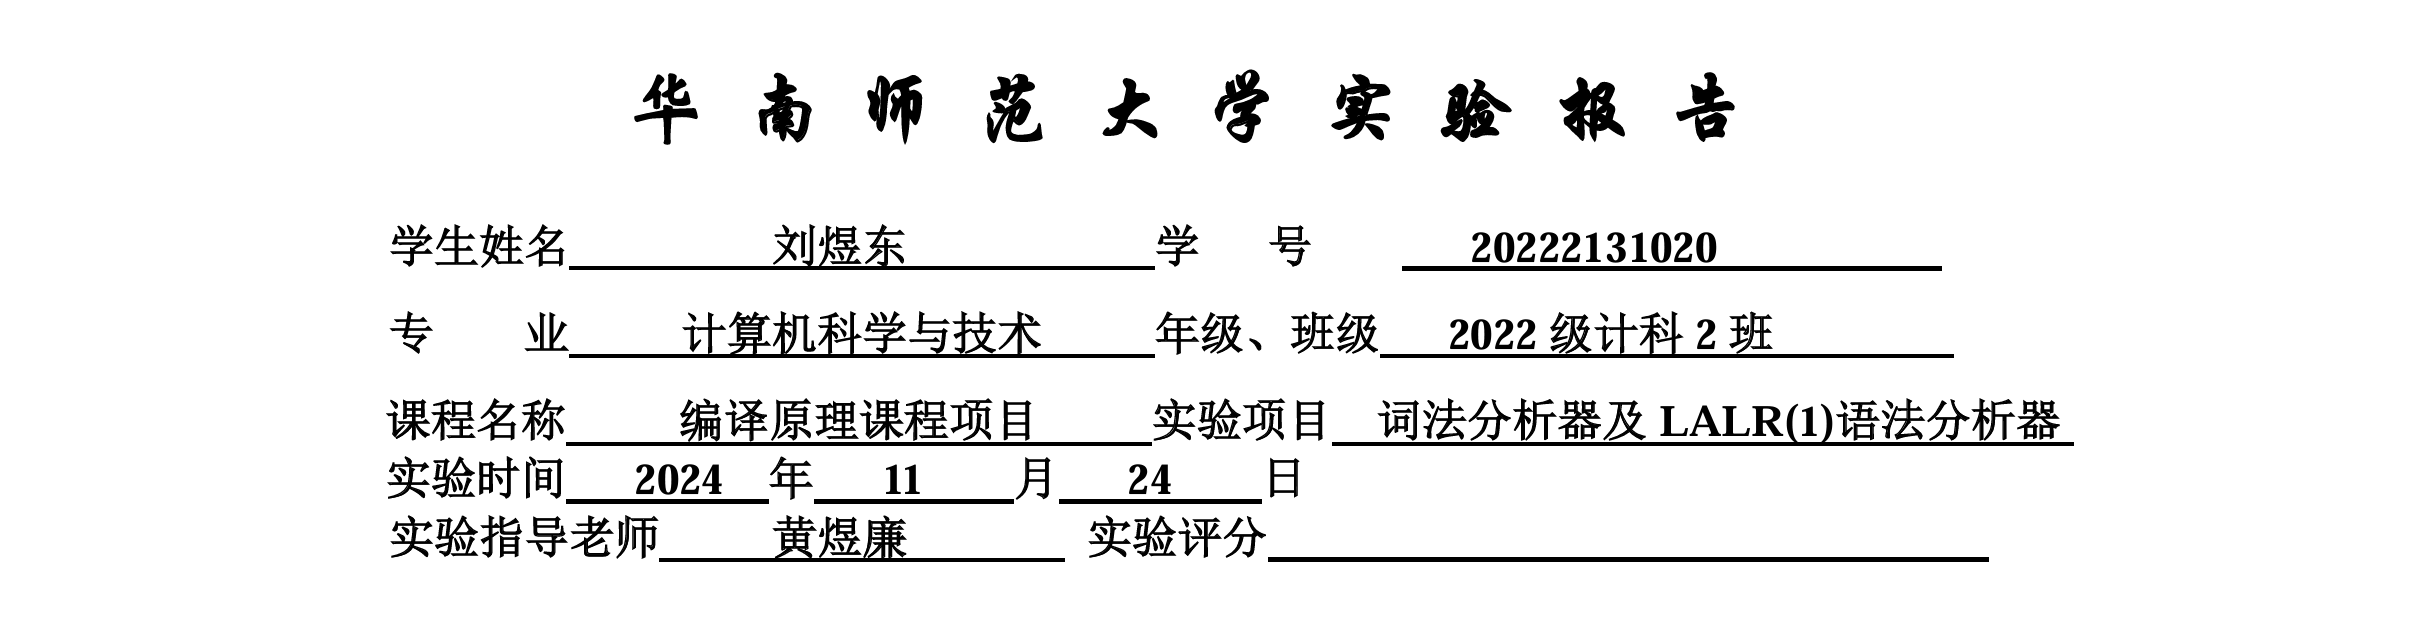 华南师范大学实验报告
学生姓名 刘煜东 学 号 20222131020
专 业 计算机科学与技术 年级、班级 2022 级计科 2 班
课程名称 编译原理课程项目 实验项目 词法分析器及 LALR(1)语法分析器
实验时间 2024 年 11 月 24 日
实验指导老师 黄煜廉 实验评分